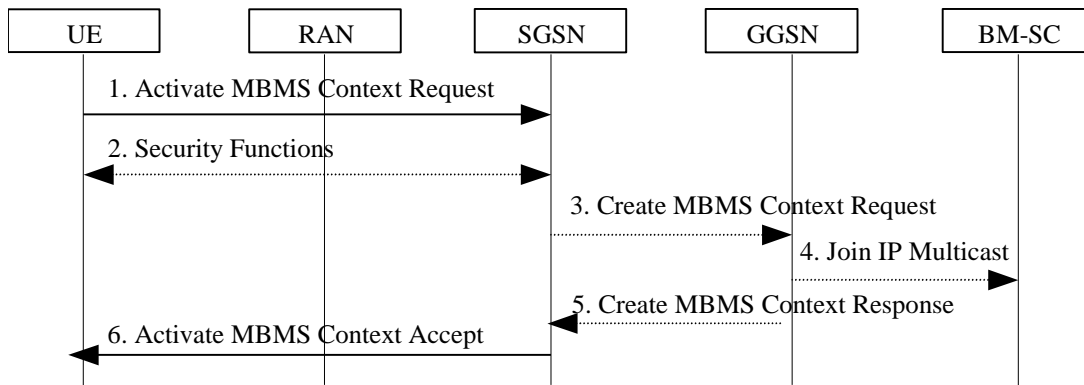 UE
RAN
SGSN
GGSN
BM-SC
1. Activate MBMS Context Request
2. Security Functions
3. Create MBMS Context Request
4. Join IP Multicast
5. Create MBMS Context Response
6. Activate MBMS Context Accept